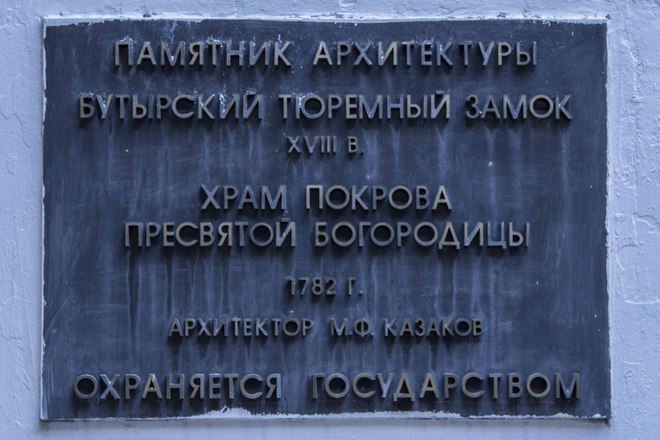 ПАМЯТНИК АРХИТЕКТУРЫ
БУТЫРСКИЙ ТЮРЕМНЫЙ ЗАМОК
XVIII В.
ХРАМ ПОКРОВА
ПРЕСВЯТОЙ БОГОРОДИЦЫ
1782 Г.
АРХИТЕКТОР М.Ф. КАЗАКОВ
ОХРАНЯЕТСЯ ГОСУДАРСТВОМ